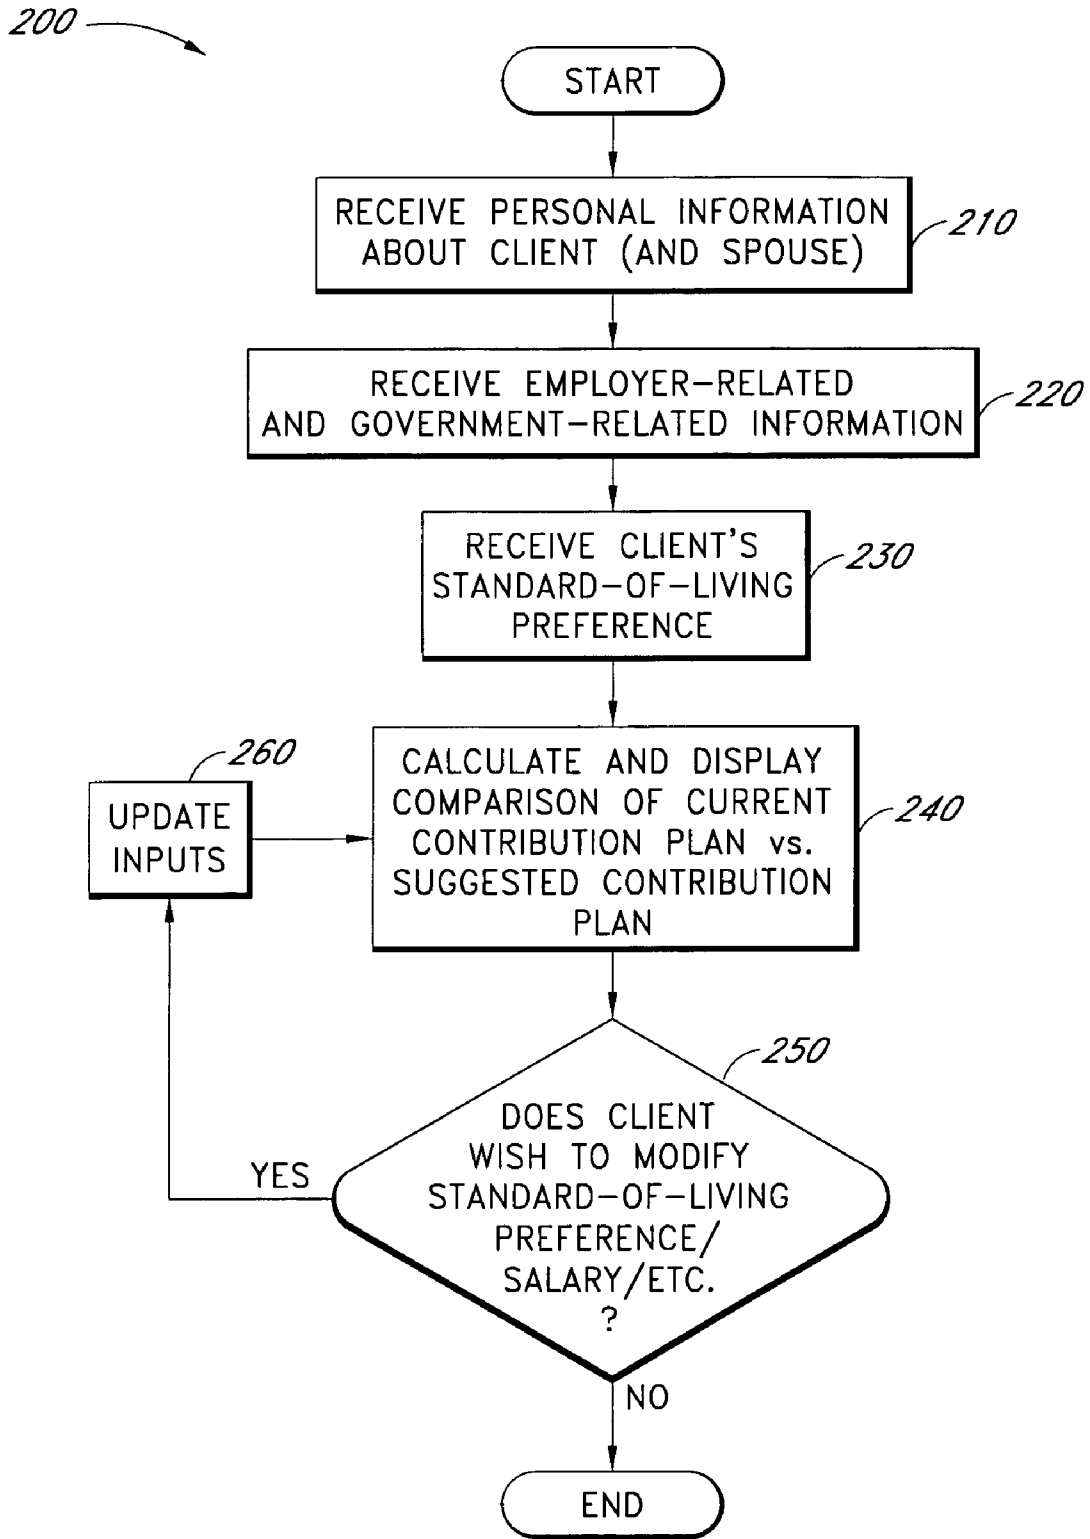 200
START
RECEIVE PERSONAL INFORMATION
ABOUT CLIENT (AND SPOUSE)
210
RECEIVE EMPLOYER-RELATED
AND GOVERNMENT-RELATED INFORMATION
220
RECEIVE CLIENT'S
STANDARD-OF-LIVING
PREFERENCE
230
CALCULATE AND DISPLAY
COMPARISON OF CURRENT
CONTRIBUTION PLAN vs.
SUGGESTED CONTRIBUTION
PLAN
240
260
UPDATE
INPUTS
250
DOES CLIENT
WISH TO MODIFY
STANDARD-OF-LIVING
PREFERENCE/
SALARY/ETC.
?
YES
NO
END